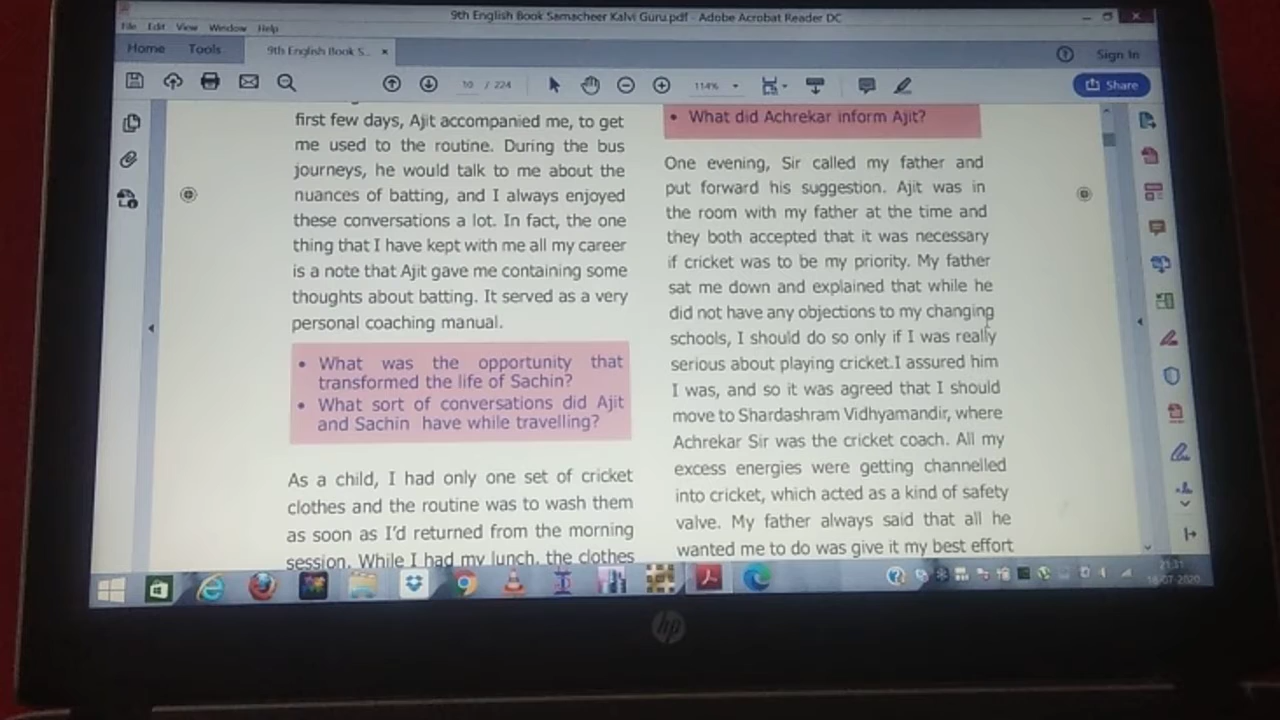 9th English Book Samacheer Kalvi Guru.pdf - Adobe Acrobat Reader DC
File Edit View Window Help
Home Tools 9th English Book S... ×
Sign In
10 / 224
114%
Share
first few days, Ajit accompanied me, to get
me used to the routine. During the bus
journeys, he would talk to me about the
nuances of batting, and I always enjoyed
these conversations a lot. In fact, the one
thing that I have kept with me all my career
is a note that Ajit gave me containing some
thoughts about batting. It served as a very
personal coaching manual.
• What was the opportunity that
transformed the life of Sachin?
• What sort of conversations did Ajit
and Sachin have while travelling?
As a child, I had only one set of cricket
clothes and the routine was to wash them
as soon as I'd returned from the morning
session. While I had my lunch, the clothes
• What did Achrekar inform Ajit?
One evening, Sir called my father and
put forward his suggestion. Ajit was in
the room with my father at the time and
they both accepted that it was necessary
if cricket was to be my priority. My father
sat me down and explained that while he
did not have any objections to my changing
schools, I should do so only if I was really
serious about playing cricket.I assured him
I was, and so it was agreed that I should
move to Shardashram Vidhyamandir, where
Achrekar Sir was the cricket coach. All my
excess energies were getting channelled
into cricket, which acted as a kind of safety
valve. My father always said that all he
wanted me to do was give it my best effort
21:31
16-07-2020
hp